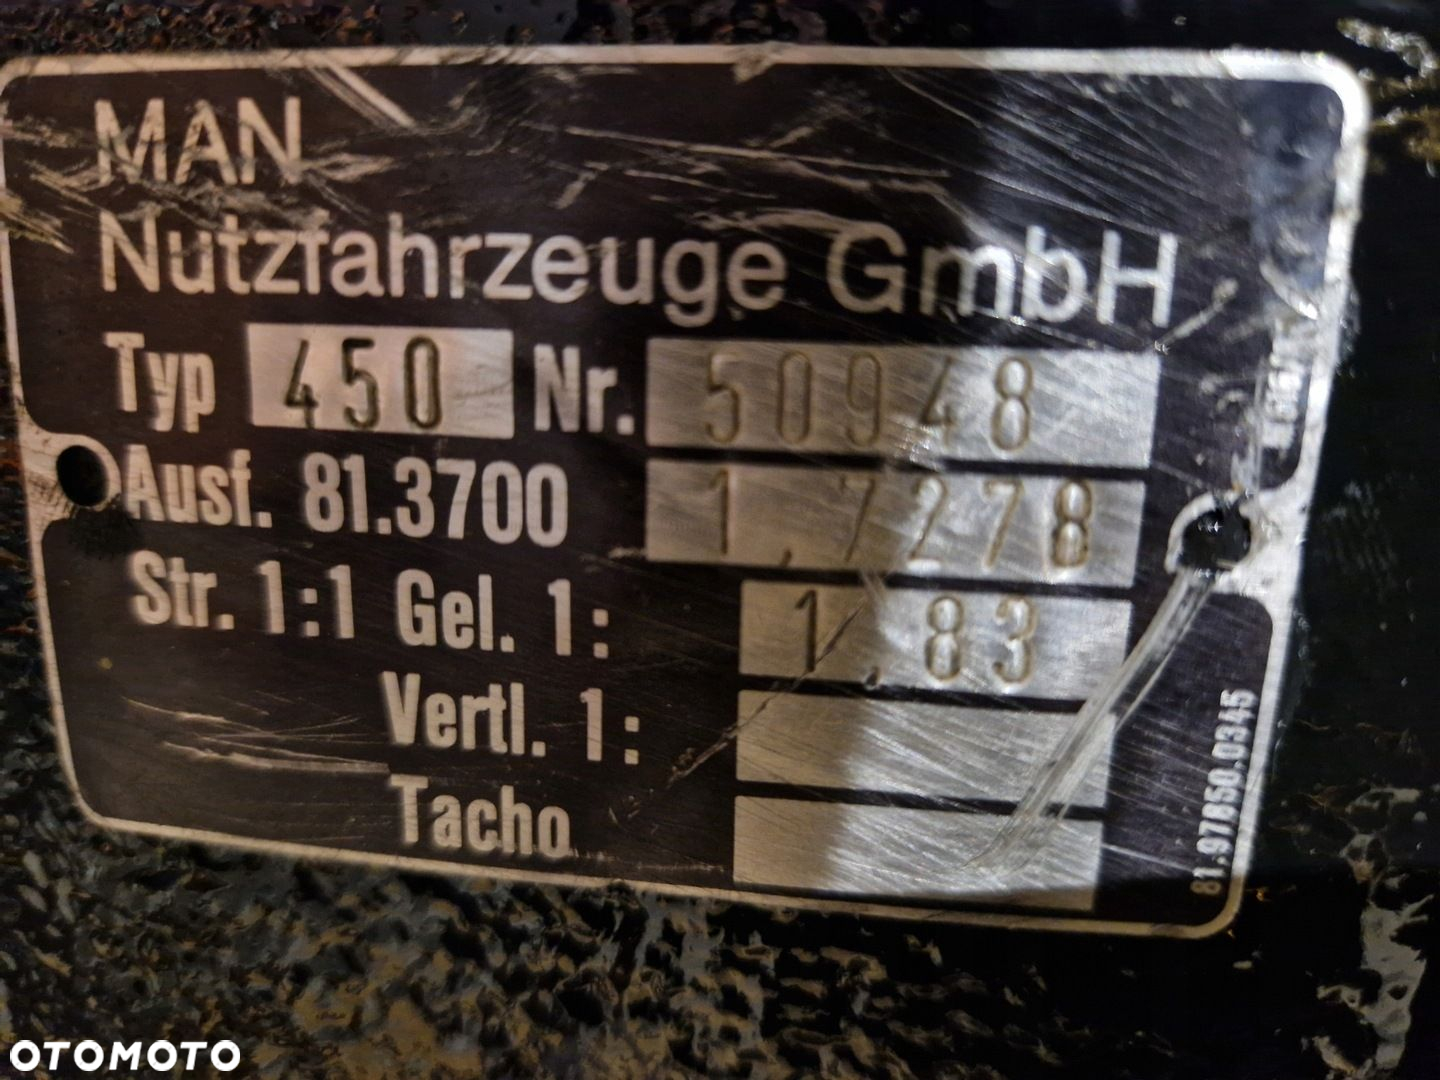 MAN
Nutzfahrzeuge GmbH
Typ 450 Nr. 50948
Ausf. 81.3700 1,7278
Str. 1:1 Gel. 1: 1,83
Vertl. 1:
Tacho
81.97850.0345
OTOMOTO